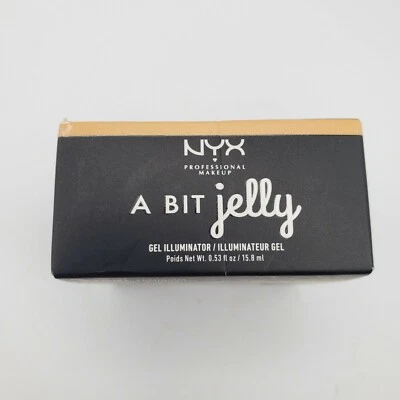 NYX
PROFESSIONAL
MAKEUP
A BIT jelly
GEL ILLUMINATOR / ILLUMINATEUR GEL
Poids Net Wt. 0.53 fl oz / 15.8 ml